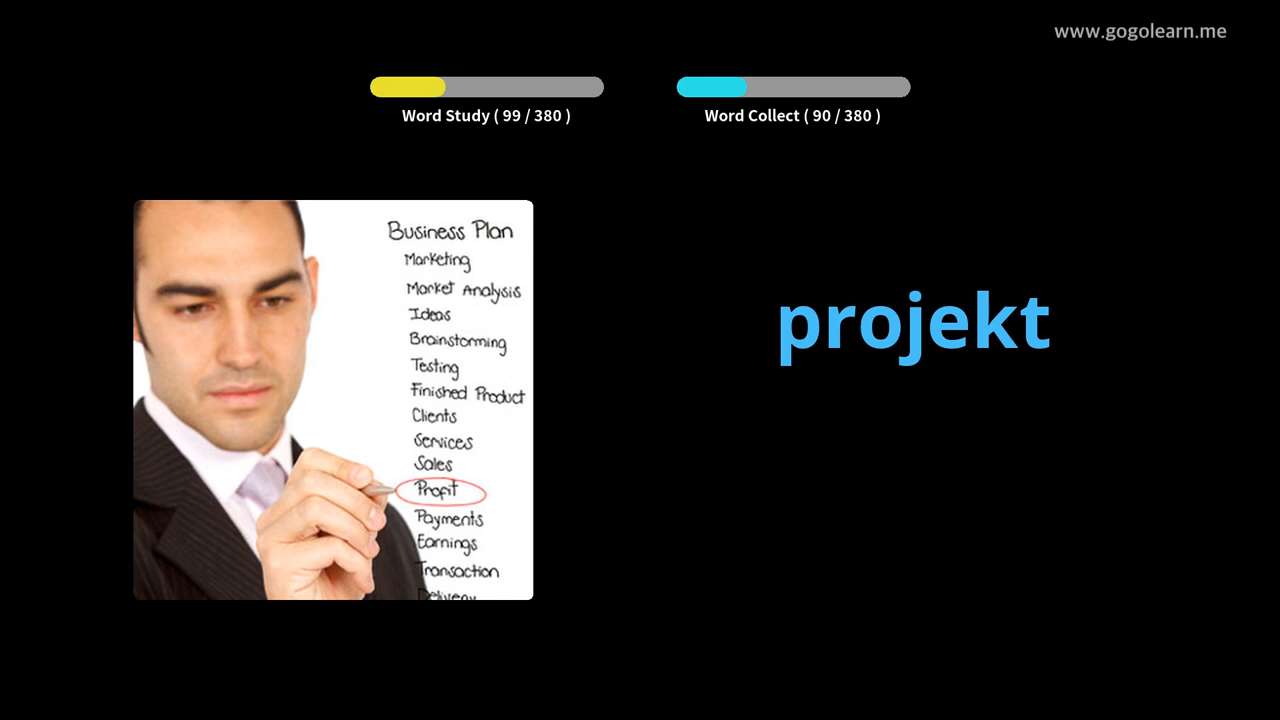 www.gogolearn.me
Word Study ( 99 / 380 )
Word Collect ( 90 / 380 )
Business Plan
Marketing
Market Analysis
Ideas
Brainstorming
Testing
Finished Product
Clients
Services
Sales
Profit
Payments
Earnings
Transaction
Delivery
projekt